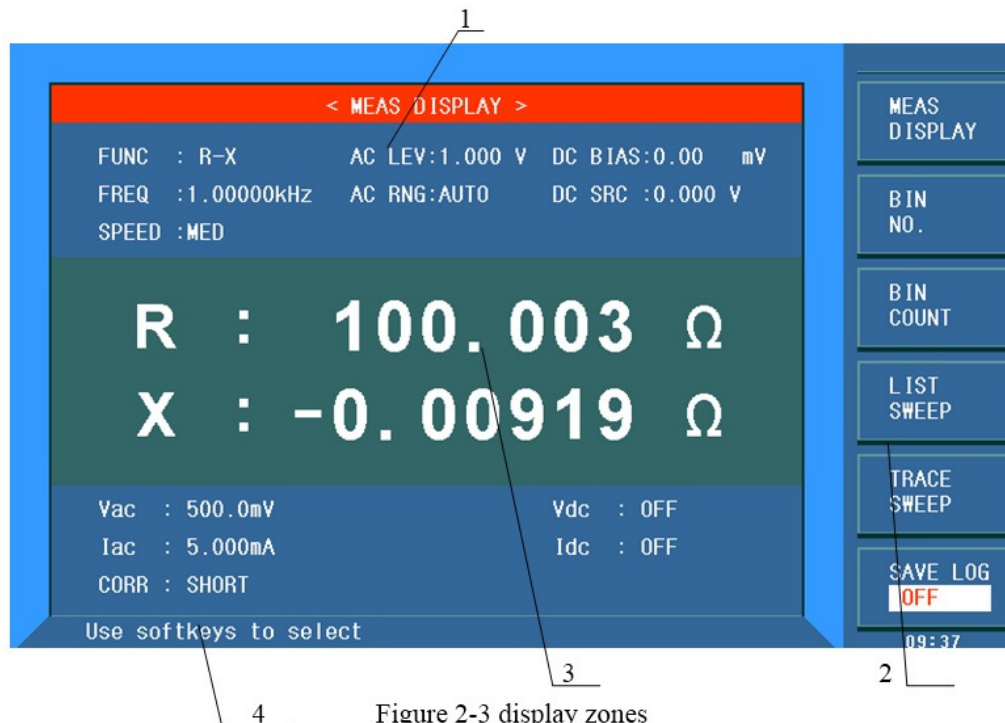 1
< MEAS DISPLAY >
FUNC : R-X AC LEV:1.000 V DC BIAS:0.00 mV
FREQ :1.00000kHz AC RNG:AUTO DC SRC :0.000 V
SPEED :MED
R : 100.003 Ω
X : -0.00919 Ω
Vac : 500.0mV Vdc : OFF
Iac : 5.000mA Idc : OFF
CORR : SHORT
Use softkeys to select
MEAS
DISPLAY
BIN
NO.
BIN
COUNT
LIST
SWEEP
TRACE
SWEEP
SAVE LOG
OFF
09:37
3
2
4
Figure 2-3 display zones